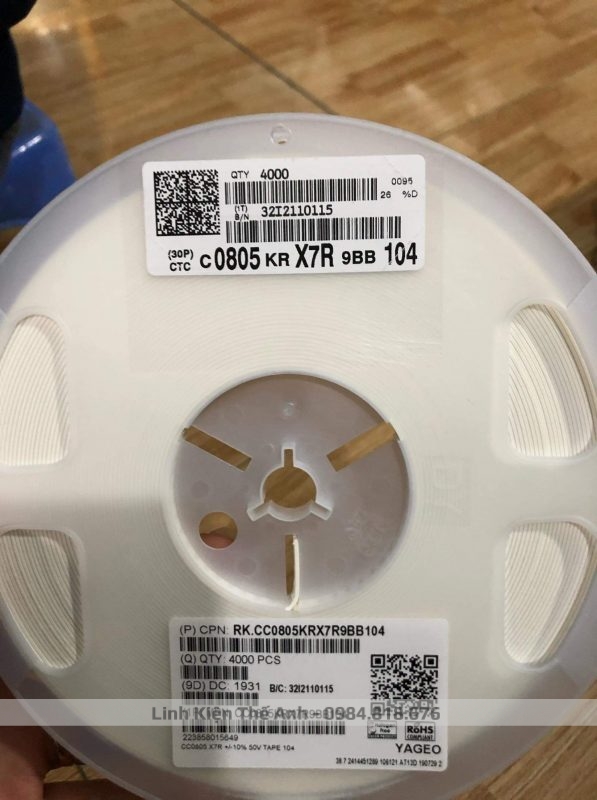 QTY 4000
0095
26 %D
(1T)
B/N 32I2110115
(30P)
CTC C0805 KR X7R 9BB 104
(P) CPN: RK.CC0805KRX7R9BB104
(Q) QTY: 4000 PCS
(9D) DC: 1931 B/C: 32I2110115
Linh Kiện Thế Anh - 0984.818.676
RoHS
COMPLIANT
223858015649
YAGEO
CC0805 X7R +/-10% 50V TAPE 104